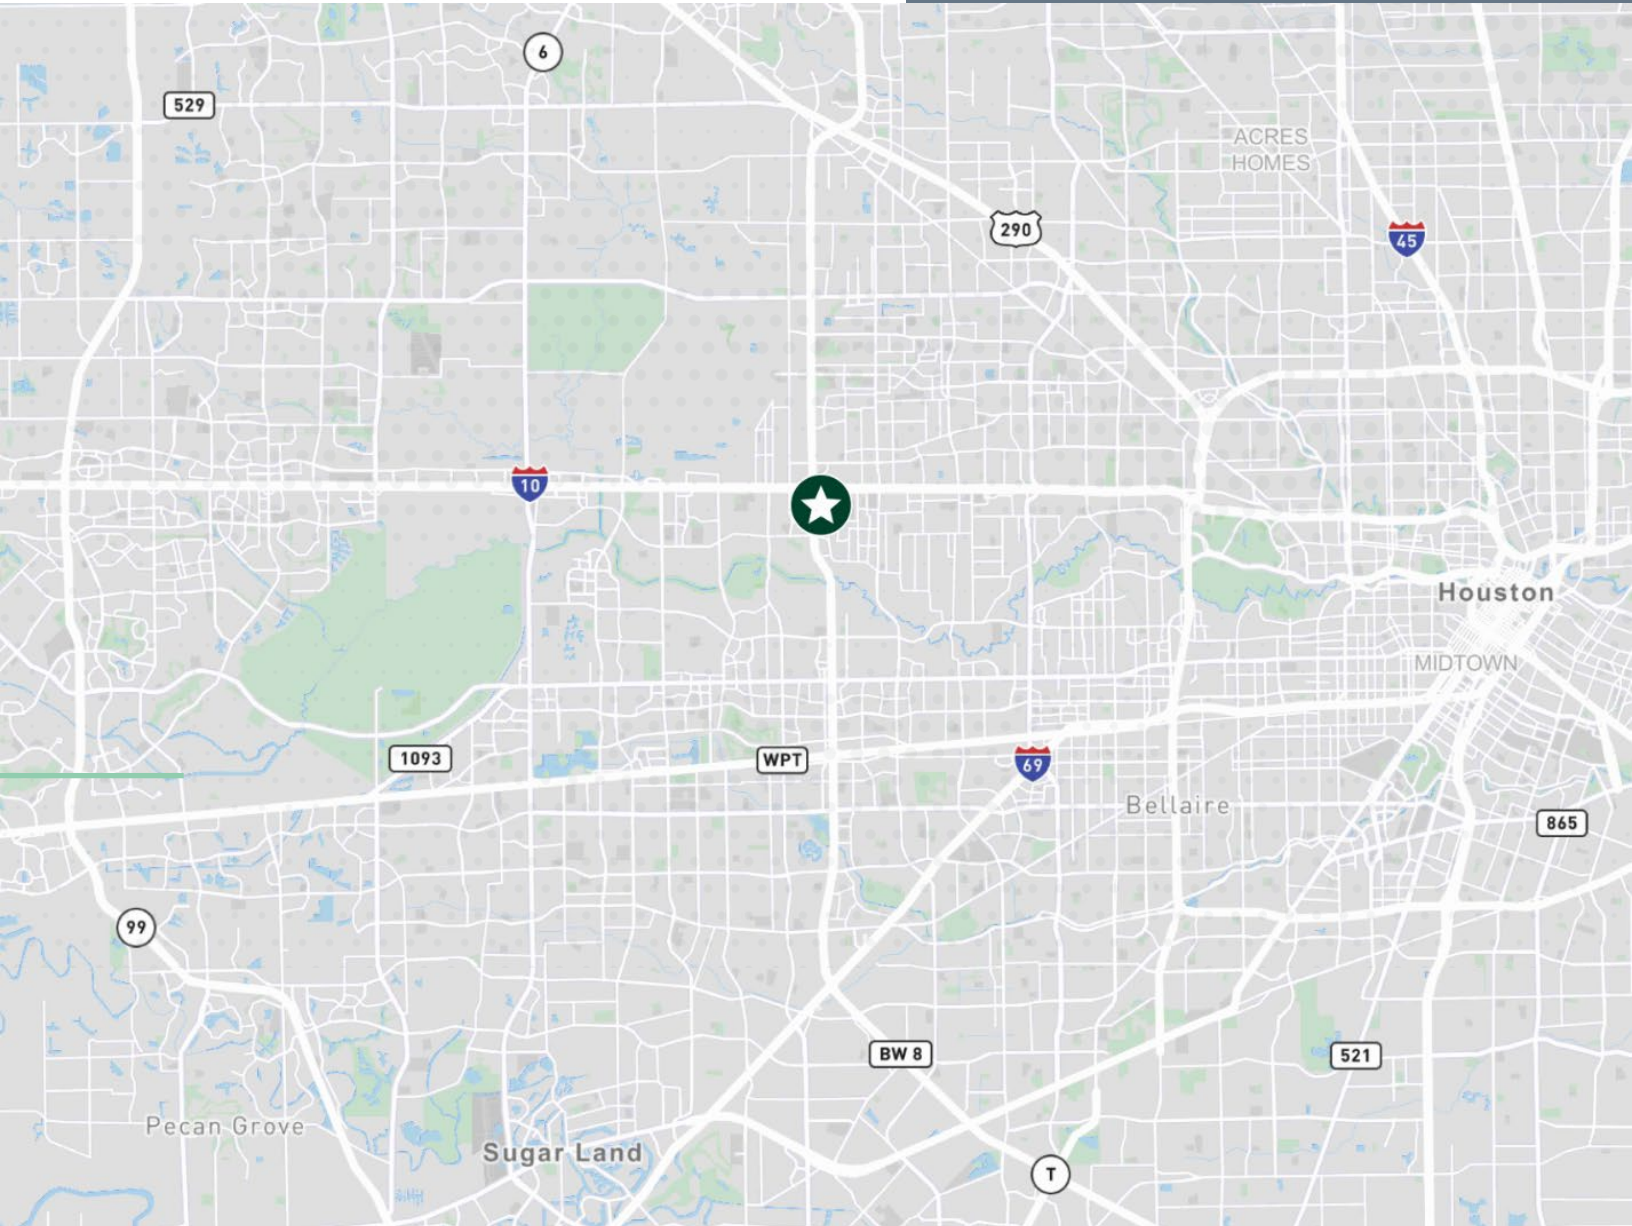 6
529
ACRES
HOMES
290
45
10
Houston
MIDTOWN
1093
WPT
69
Bellaire
865
99
BW 8
521
Pecan Grove
Sugar Land
T